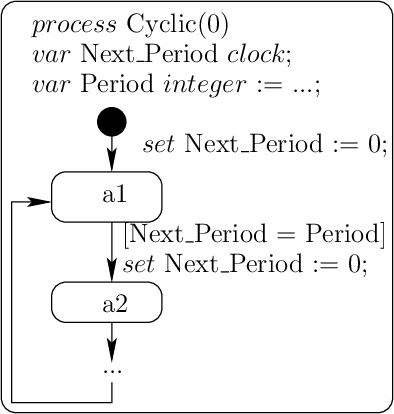 process Cyclic(0)
var Next_Period clock;
var Period integer := ...;
set Next_Period := 0;
a1
[Next_Period = Period]
set Next_Period := 0;
a2
...